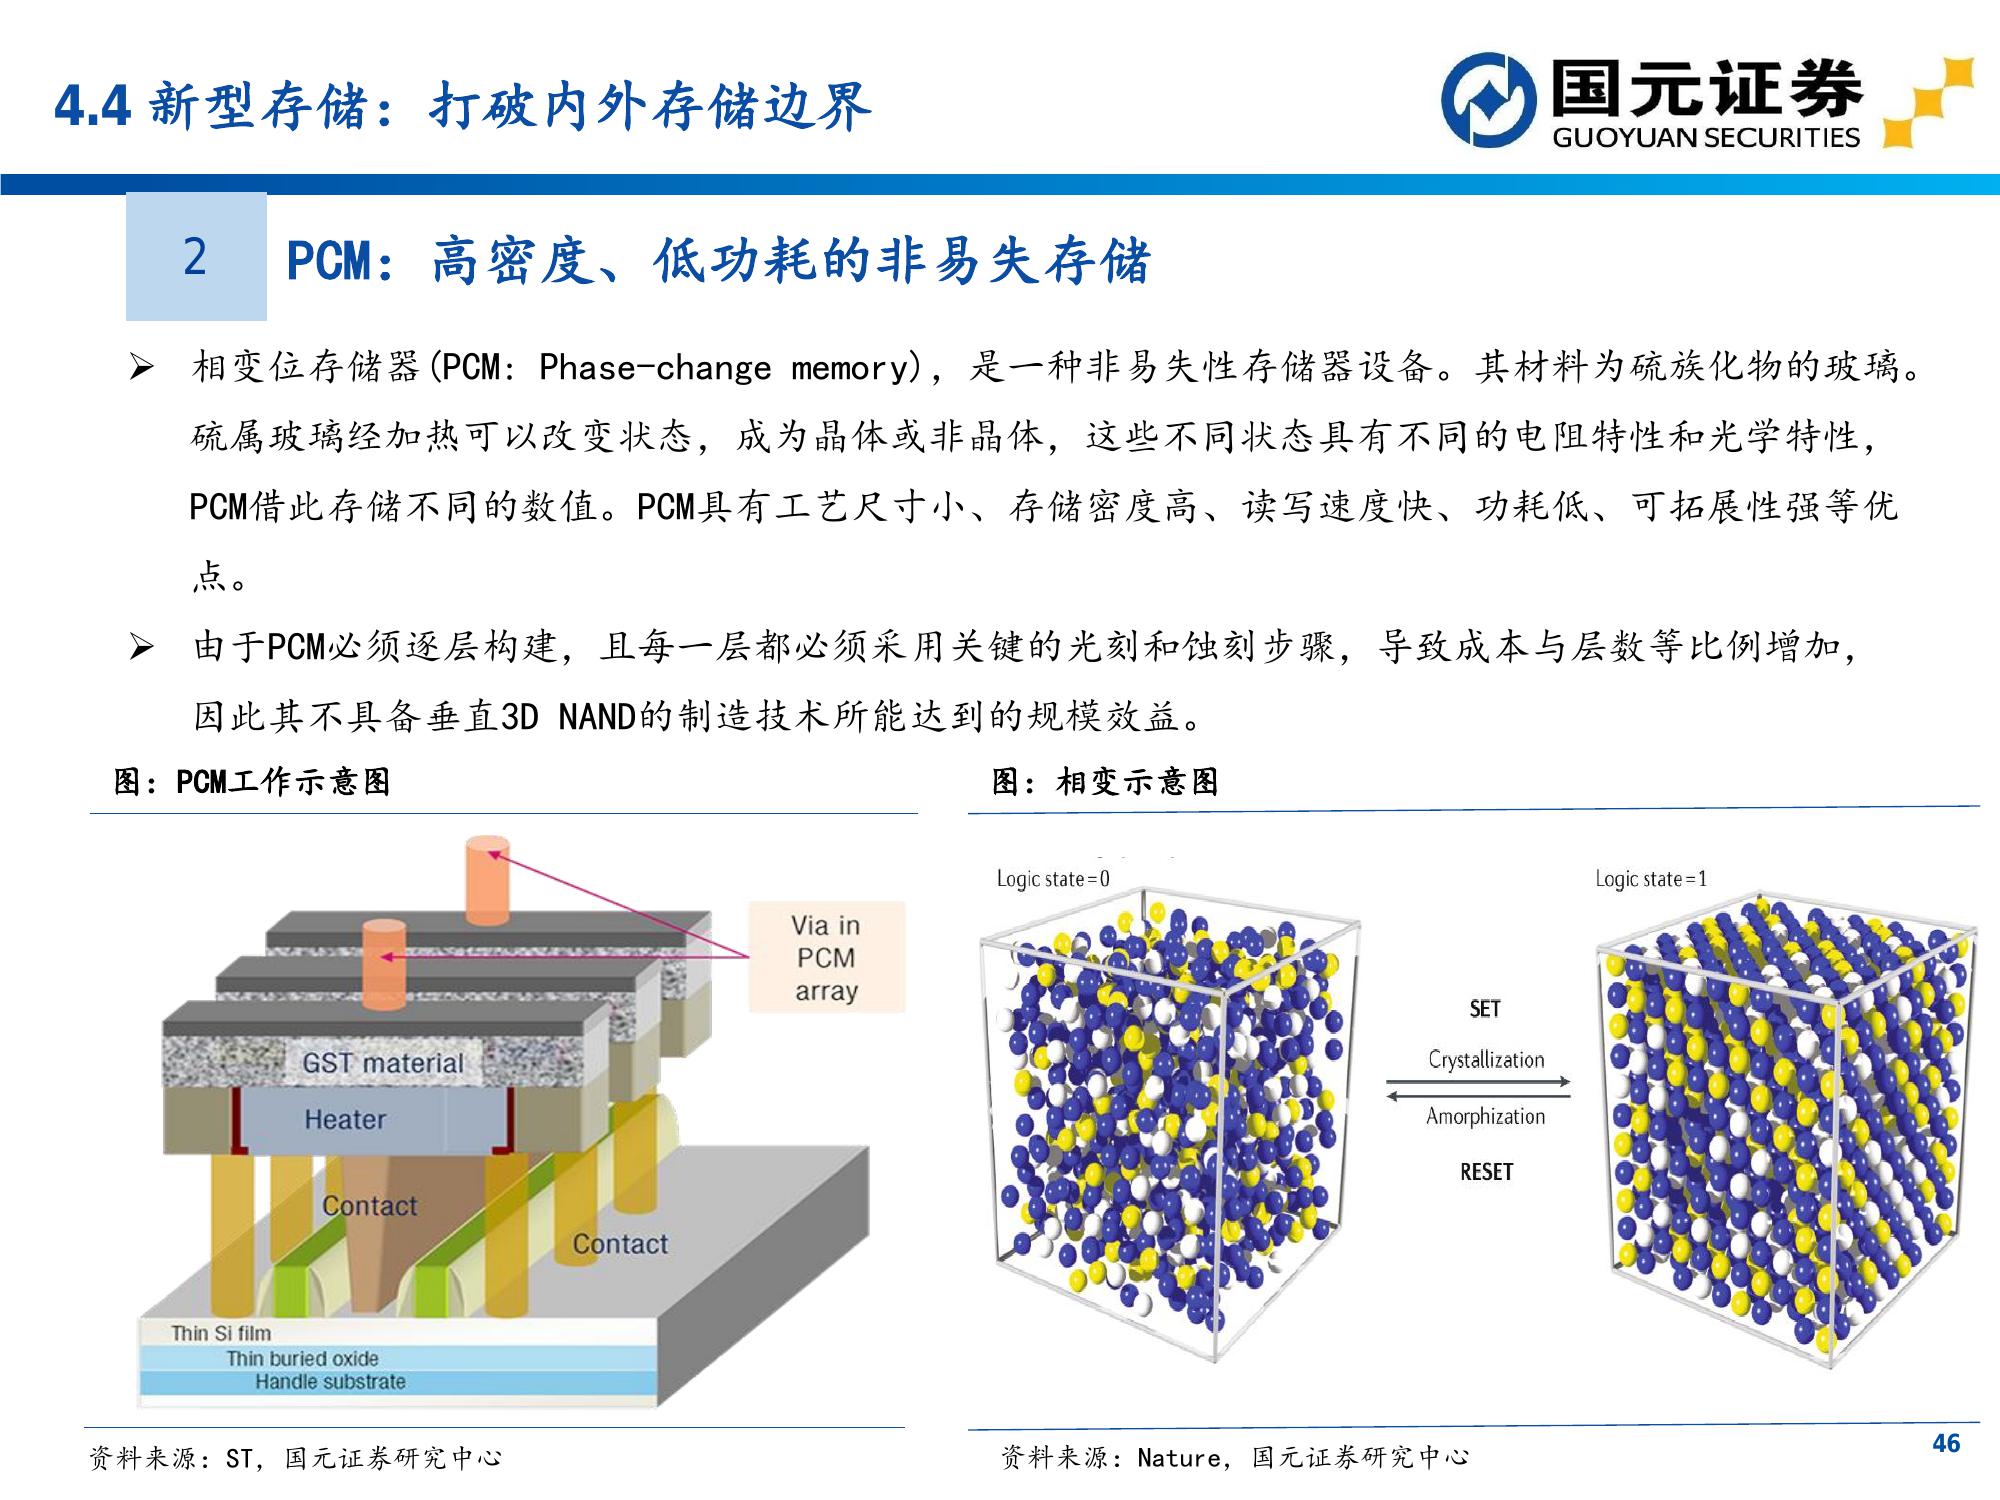 4.4 新型存储：打破内外存储边界
国元证券
GUOYUAN SECURITIES
2
PCM：高密度、低功耗的非易失存储
➢ 相变位存储器(PCM：Phase-change memory)，是一种非易失性存储器设备。其材料为硫族化物的玻璃。
硫属玻璃经加热可以改变状态，成为晶体或非晶体，这些不同状态具有不同的电阻特性和光学特性，
PCM借此存储不同的数值。PCM具有工艺尺寸小、存储密度高、读写速度快、功耗低、可拓展性强等优
点。
➢ 由于PCM必须逐层构建，且每一层都必须采用关键的光刻和蚀刻步骤，导致成本与层数等比例增加，
因此其不具备垂直3D NAND的制造技术所能达到的规模效益。
图：PCM工作示意图
Via in
PCM
array
GST material
Heater
Contact
Contact
Thin Si film
Thin buried oxide
Handle substrate
资料来源：ST，国元证券研究中心
图：相变示意图
Logic state=0
Logic state=1
SET
Crystallization
Amorphization
RESET
资料来源：Nature，国元证券研究中心
46